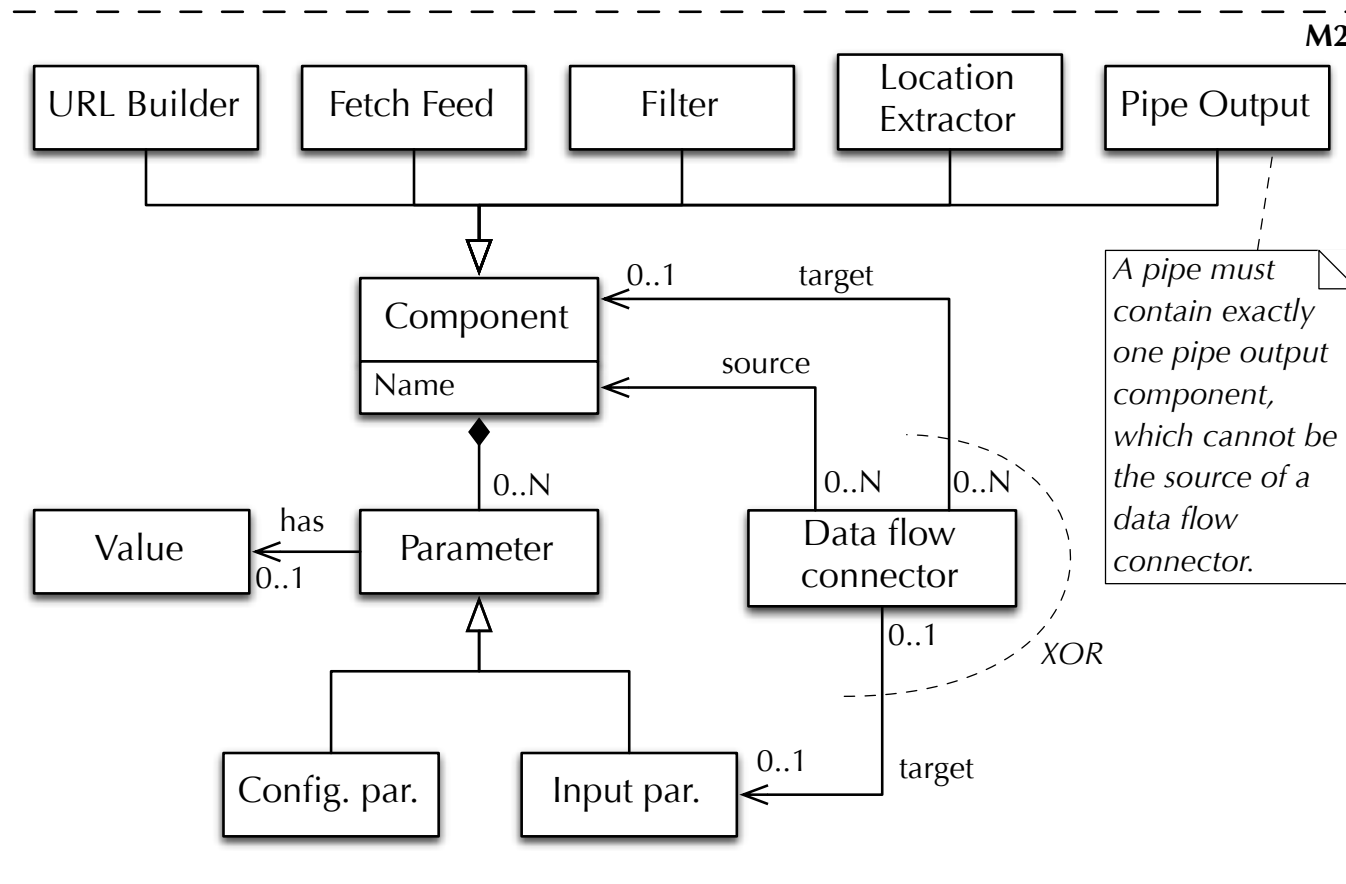 M2
URL Builder
Fetch Feed
Filter
Location
Extractor
Pipe Output
0..1
target
Component
source
Name
A pipe must
contain exactly
one pipe output
component,
which cannot be
the source of a
data flow
connector.
0..N
0..N
0..N
Value
has
0..1
Parameter
Data flow
connector
0..1
XOR
Config. par.
Input par.
0..1
target